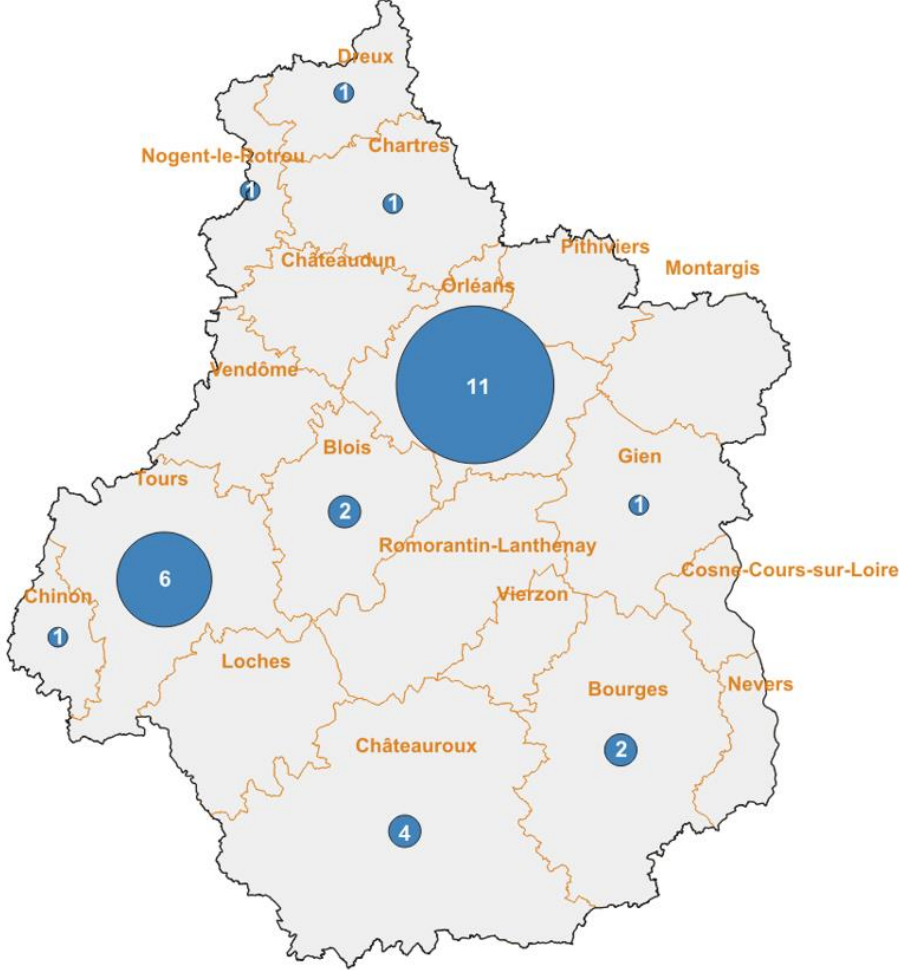 Dreux
1
Chartres
Nogent-le-Rotrou
1
1
Pithiviers
Châteaudun
Montargis
Orléans
Vendôme
11
Blois
Gien
Tours
2
1
Romorantin-Lanthenay
Cosne-Cours-sur-Loire
6
Chinon
Vierzon
1
Loches
Nevers
Bourges
Châteauroux
2
4